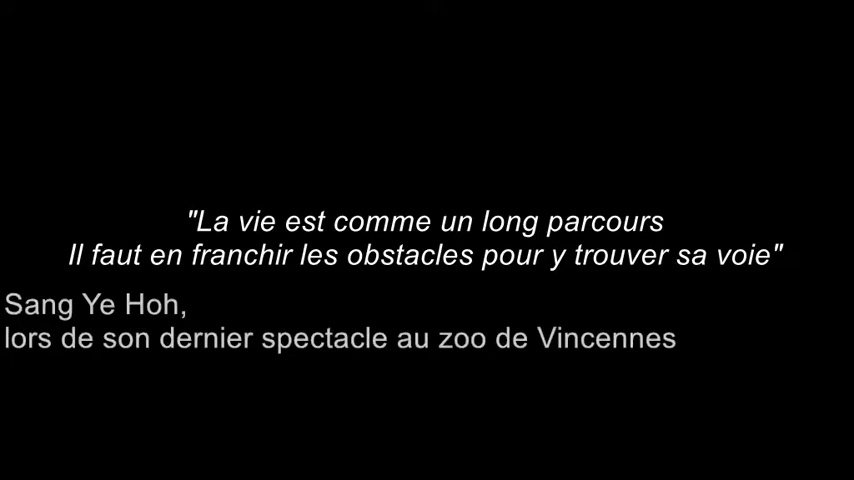 "La vie est comme un long parcours
Il faut en franchir les obstacles pour y trouver sa voie"
Sang Ye Hoh,
lors de son dernier spectacle au zoo de Vincennes